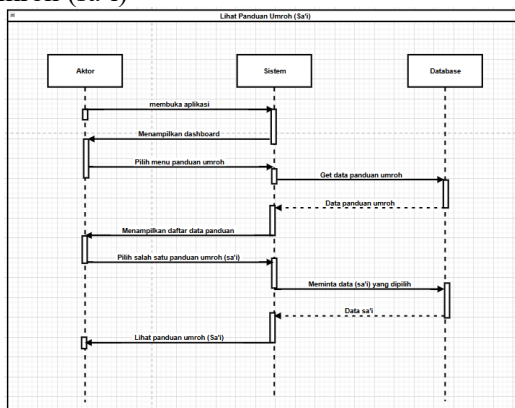 Lihat Panduan Umroh (Sa'i)
Aktor
Sistem
Database
membuka aplikasi
Menampilkan dashboard
Pilih menu panduan umroh
Get data panduan umroh
Data panduan umroh
Menampilkan daftar data panduan
Pilih salah satu panduan umroh (sa'i)
Meminta data (sa'i) yang dipilih
Data sa'i
Lihat panduan umroh (Sa'i)